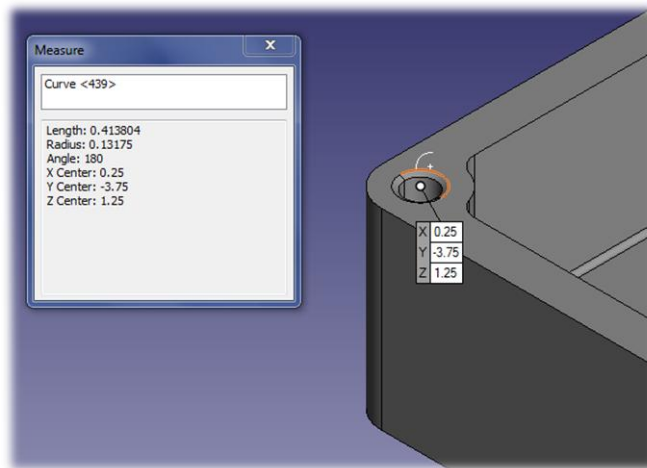 Measure
X
Curve <439>
Length: 0.413804
Radius: 0.13175
Angle: 180
X Center: 0.25
Y Center: -3.75
Z Center: 1.25
X 0.25
Y -3.75
Z 1.25